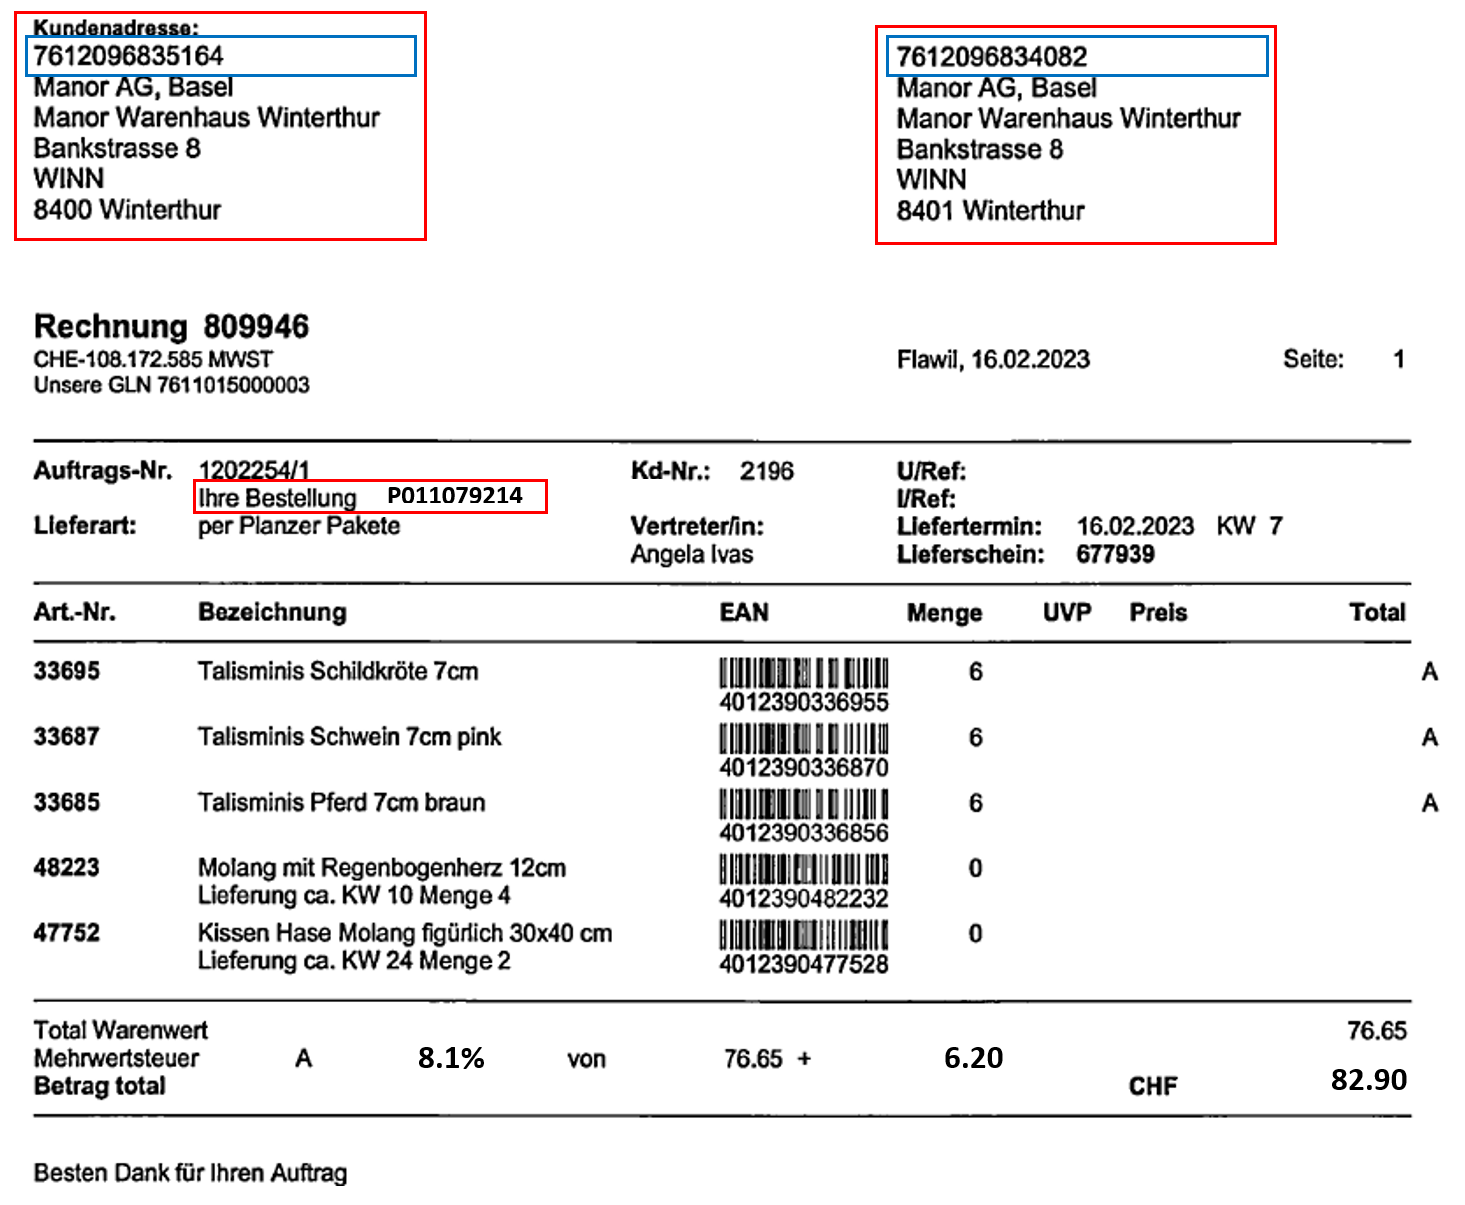 Kundenadresse:
7612096835164
Manor AG, Basel
Manor Warenhaus Winterthur
Bankstrasse 8
WINN
8400 Winterthur
7612096834082
Manor AG, Basel
Manor Warenhaus Winterthur
Bankstrasse 8
WINN
8401 Winterthur
Rechnung 809946
CHE-108.172.585 MWST
Unsere GLN 7611015000003
Flawil, 16.02.2023 Seite: 1
Auftrags-Nr. 1202254/1 Kd-Nr.: 2196 U/Ref:
Ihre Bestellung P011079214 I/Ref:
Lieferart: per Planzer Pakete Vertreter/in: Liefertermin: 16.02.2023 KW 7
Angela Ivas Lieferschein: 677939
Art.-Nr. Bezeichnung EAN Menge UVP Preis Total
33695 Talisminis Schildkröte 7cm 6 A
4012390336955
33687 Talisminis Schwein 7cm pink 6 A
4012390336870
33685 Talisminis Pferd 7cm braun 6 A
4012390336856
48223 Molang mit Regenbogenherz 12cm 0
Lieferung ca. KW 10 Menge 4 4012390482232
47752 Kissen Hase Molang figürlich 30x40 cm 0
Lieferung ca. KW 24 Menge 2 4012390477528
Total Warenwert 76.65
Mehrwertsteuer A 8.1% von 76.65 + 6.20
Betrag total CHF 82.90
Besten Dank für Ihren Auftrag